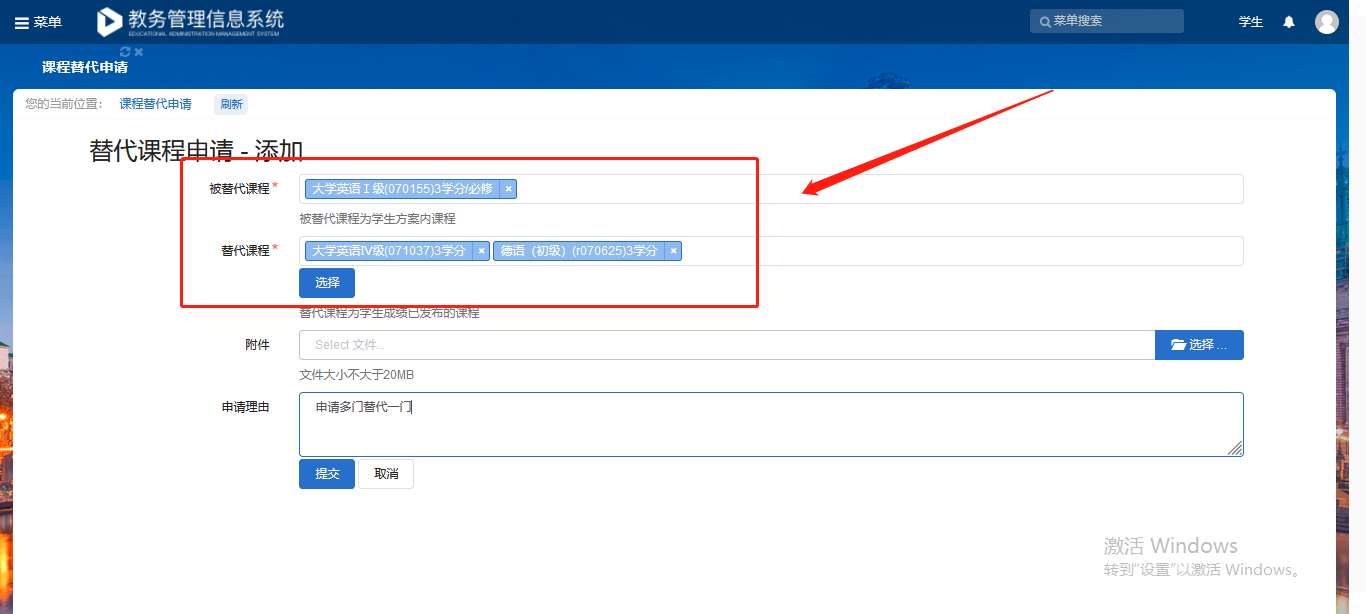 菜单
教务管理信息系统
EDUCATIONAL ADMINISTRATION MANAGEMENT SYSTEM
菜单搜索
学生
课程替代申请
您的当前位置： 课程替代申请 刷新
替代课程申请 - 添加
被替代课程* 大学英语Ⅰ级(070155)3学分/必修 ×
被替代课程为学生方案内课程
替代课程* 大学英语Ⅳ级(071037)3学分 × 德语（初级）(r070625)3学分 ×
选择
替代课程为学生成绩已发布的课程
附件 Select 文件... 选择 ...
文件大小不大于20MB
申请理由 申请多门替代一门
提交 取消
激活 Windows
转到"设置"以激活 Windows。